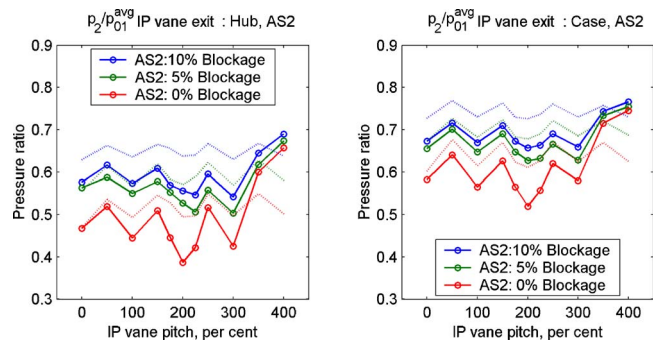 p2/p01^avg IP vane exit : Hub, AS2
0.9
0.8
0.7
0.6
0.5
0.4
0.3
Pressure ratio
AS2:10% Blockage
AS2: 5% Blockage
AS2: 0% Blockage
0 100 200 300 400
IP vane pitch, per cent
p2/p01^avg IP vane exit : Case, AS2
0.9
0.8
0.7
0.6
0.5
0.4
0.3
Pressure ratio
AS2:10% Blockage
AS2: 5% Blockage
AS2: 0% Blockage
0 100 200 300 400
IP vane pitch, per cent